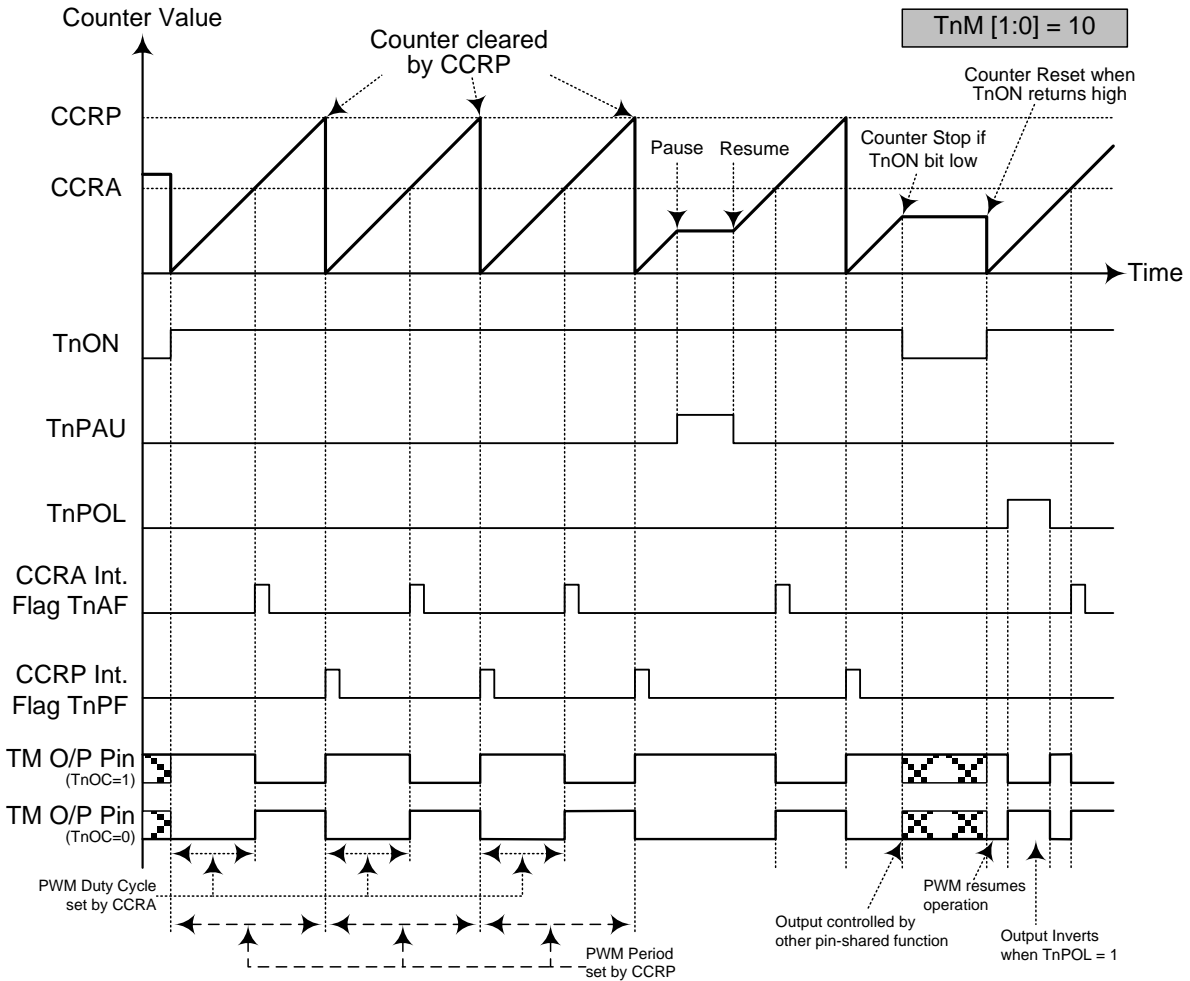 Counter Value
TnM [1:0] = 10
Counter cleared
by CCRP
Counter Reset when
TnON returns high
CCRP
Pause
Resume
Counter Stop if
TnON bit low
CCRA
Time
TnON
TnPAU
TnPOL
CCRA Int.
Flag TnAF
CCRP Int.
Flag TnPF
TM O/P Pin
(TnOC=1)
TM O/P Pin
(TnOC=0)
PWM Duty Cycle
set by CCRA
PWM resumes
operation
Output controlled by
other pin-shared function
Output Inverts
when TnPOL = 1
PWM Period
set by CCRP